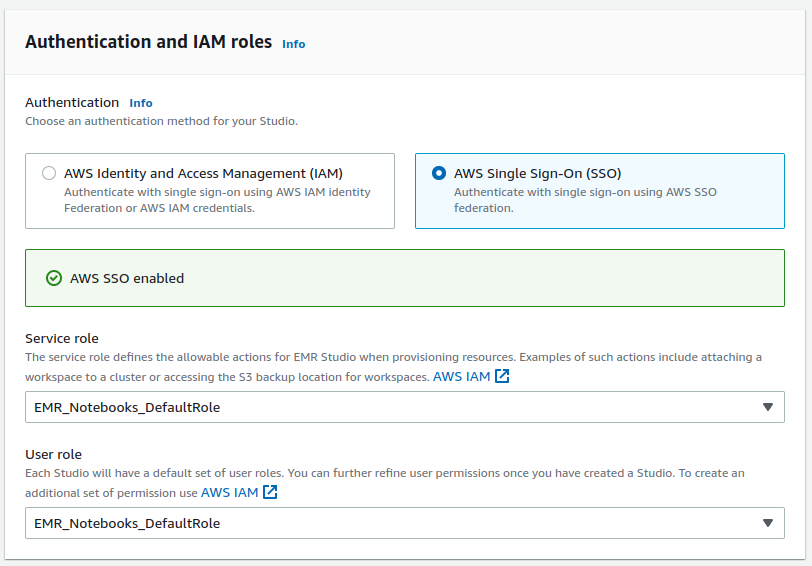 Authentication and IAM roles Info
Authentication Info
Choose an authentication method for your Studio.
AWS Identity and Access Management (IAM)
Authenticate with single sign-on using AWS IAM identity
Federation or AWS IAM credentials.
AWS Single Sign-On (SSO)
Authenticate with single sign-on using AWS SSO
federation.
AWS SSO enabled
Service role
The service role defines the allowable actions for EMR Studio when provisioning resources. Examples of such actions include attaching a
workspace to a cluster or accessing the S3 backup location for workspaces. AWS IAM
EMR_Notebooks_DefaultRole
User role
Each Studio will have a default set of user roles. You can further refine user permissions once you have created a Studio. To create an
additional set of permission use AWS IAM
EMR_Notebooks_DefaultRole